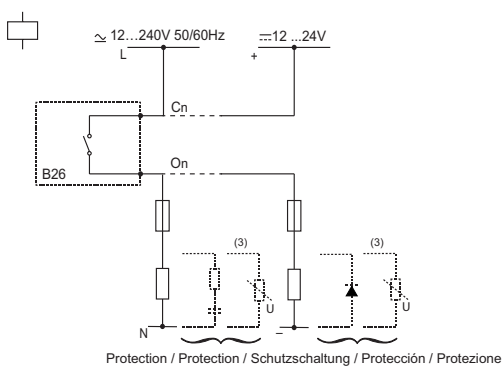 ≃ 12...240V 50/60Hz
⎓12 ...24V
L
+
Cn
B26
On
(3)
(3)
U
U
N
–
Protection / Protection / Schutzschaltung / Protección / Protezione